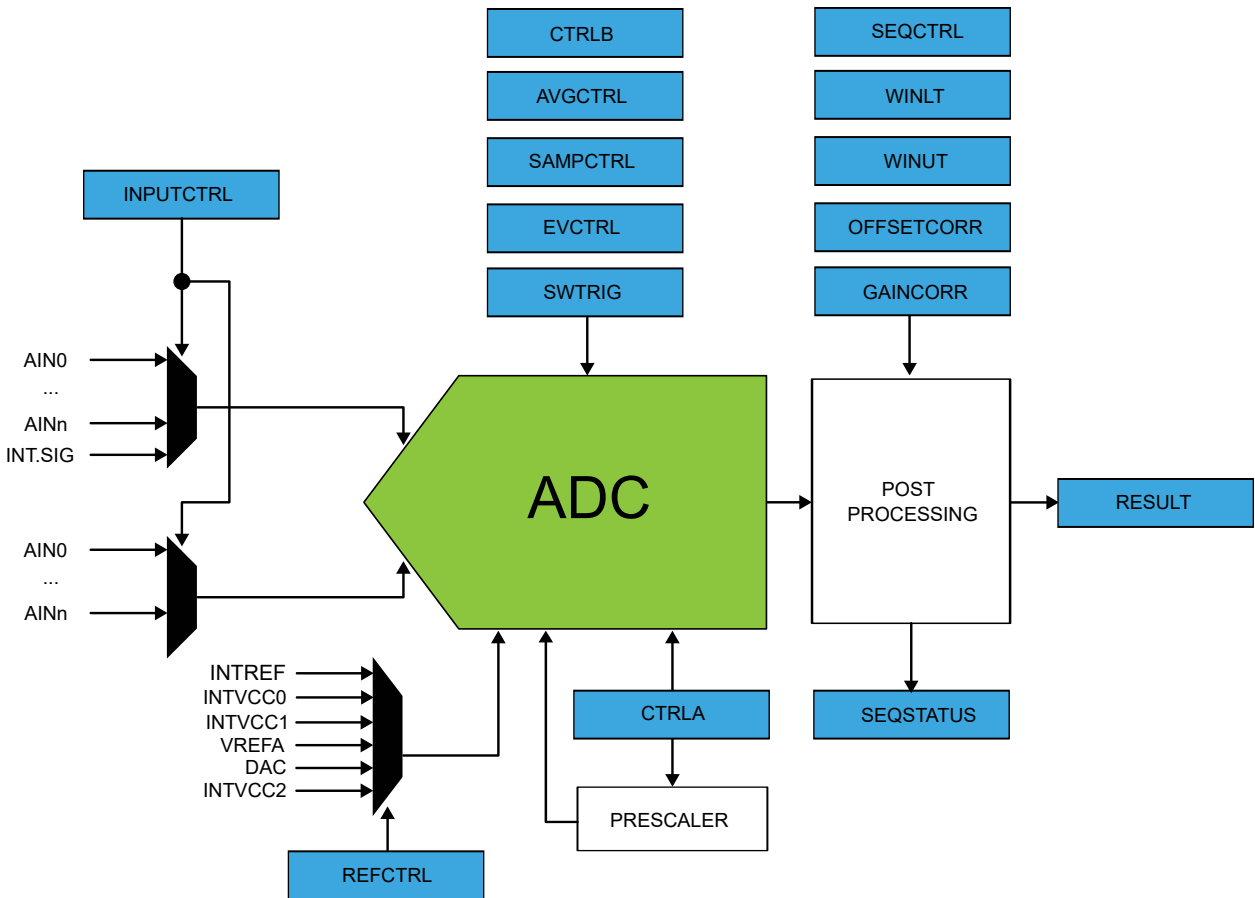 CTRLB
SEQCTRL
AVGCTRL
WINLT
SAMPCTRL
WINUT
INPUTCTRL
EVCTRL
OFFSETCORR
SWTRIG
GAINCORR
AIN0
...
AINn
INT.SIG
ADC
POST
PROCESSING
RESULT
AIN0
...
AINn
INTREF
INTVCC0
INTVCC1
VREFA
DAC
INTVCC2
CTRLA
SEQSTATUS
PRESCALER
REFCTRL